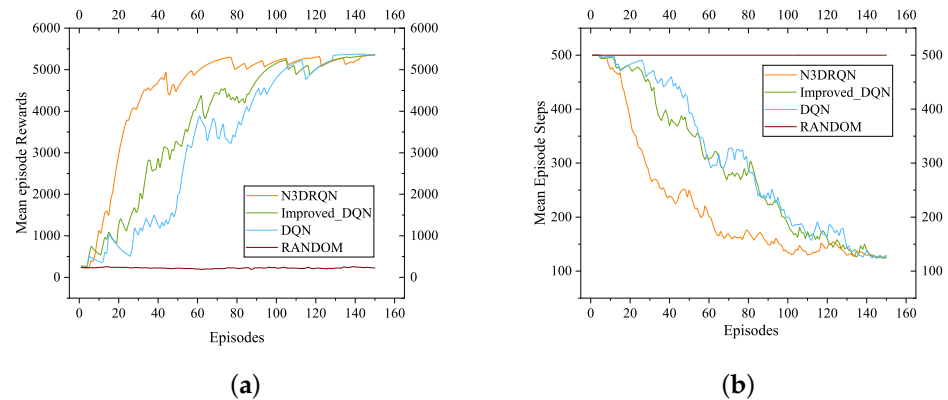 0 20 40 60 80 100 120 140 160
6000 6000
5000 5000
4000 4000
3000 3000
2000 2000
1000 1000
0 0
Mean episode Rewards
N3DRQN
Improved_DQN
DQN
RANDOM
0 20 40 60 80 100 120 140 160
Episodes
(a)
0 20 40 60 80 100 120 140 160
500 500
400 400
300 300
200 200
100 100
Mean Episode Steps
N3DRQN
Improved_DQN
DQN
RANDOM
0 20 40 60 80 100 120 140 160
Episodes
(b)